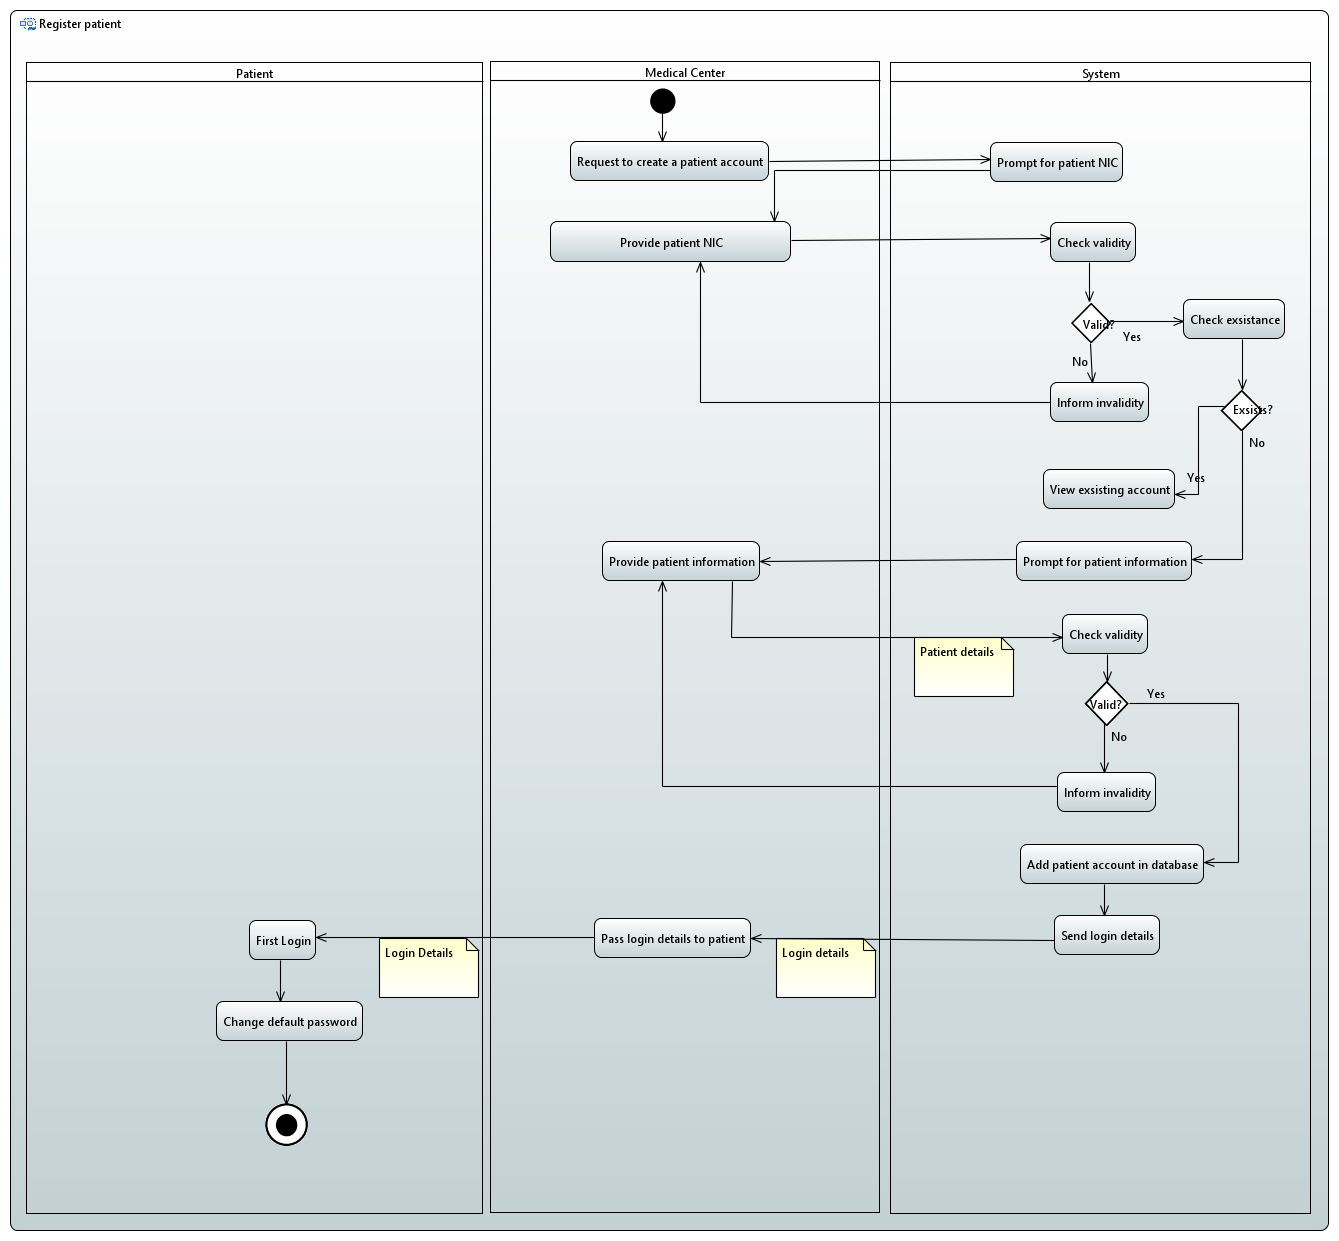 Register patient
Patient
Medical Center
System
Request to create a patient account
Prompt for patient NIC
Provide patient NIC
Check validity
Valid?
Yes
Check exsistance
No
Inform invalidity
Exsists?
No
Yes
View exsisting account
Provide patient information
Prompt for patient information
Check validity
Patient details
Valid?
Yes
No
Inform invalidity
Add patient account in database
First Login
Login Details
Pass login details to patient
Login details
Send login details
Change default password